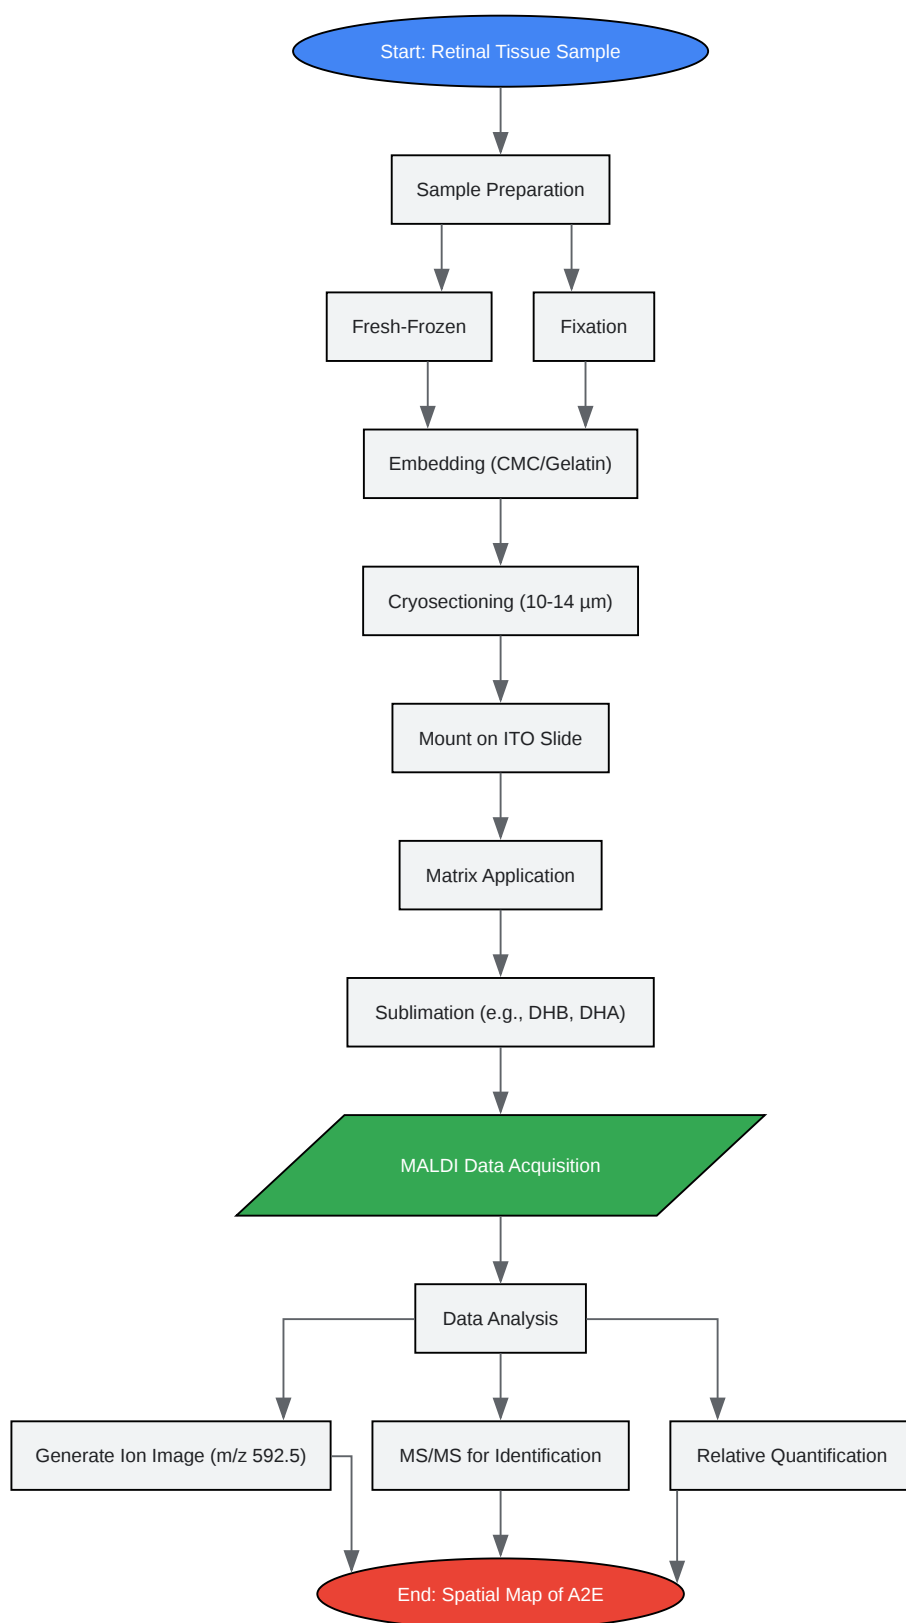 Start: Retinal Tissue Sample
Sample Preparation
Fresh-Frozen
Fixation
Embedding (CMC/Gelatin)
Cryosectioning (10-14 µm)
Mount on ITO Slide
Matrix Application
Sublimation (e.g., DHB, DHA)
MALDI Data Acquisition
Data Analysis
Generate Ion Image (m/z 592.5)
MS/MS for Identification
Relative Quantification
End: Spatial Map of A2E